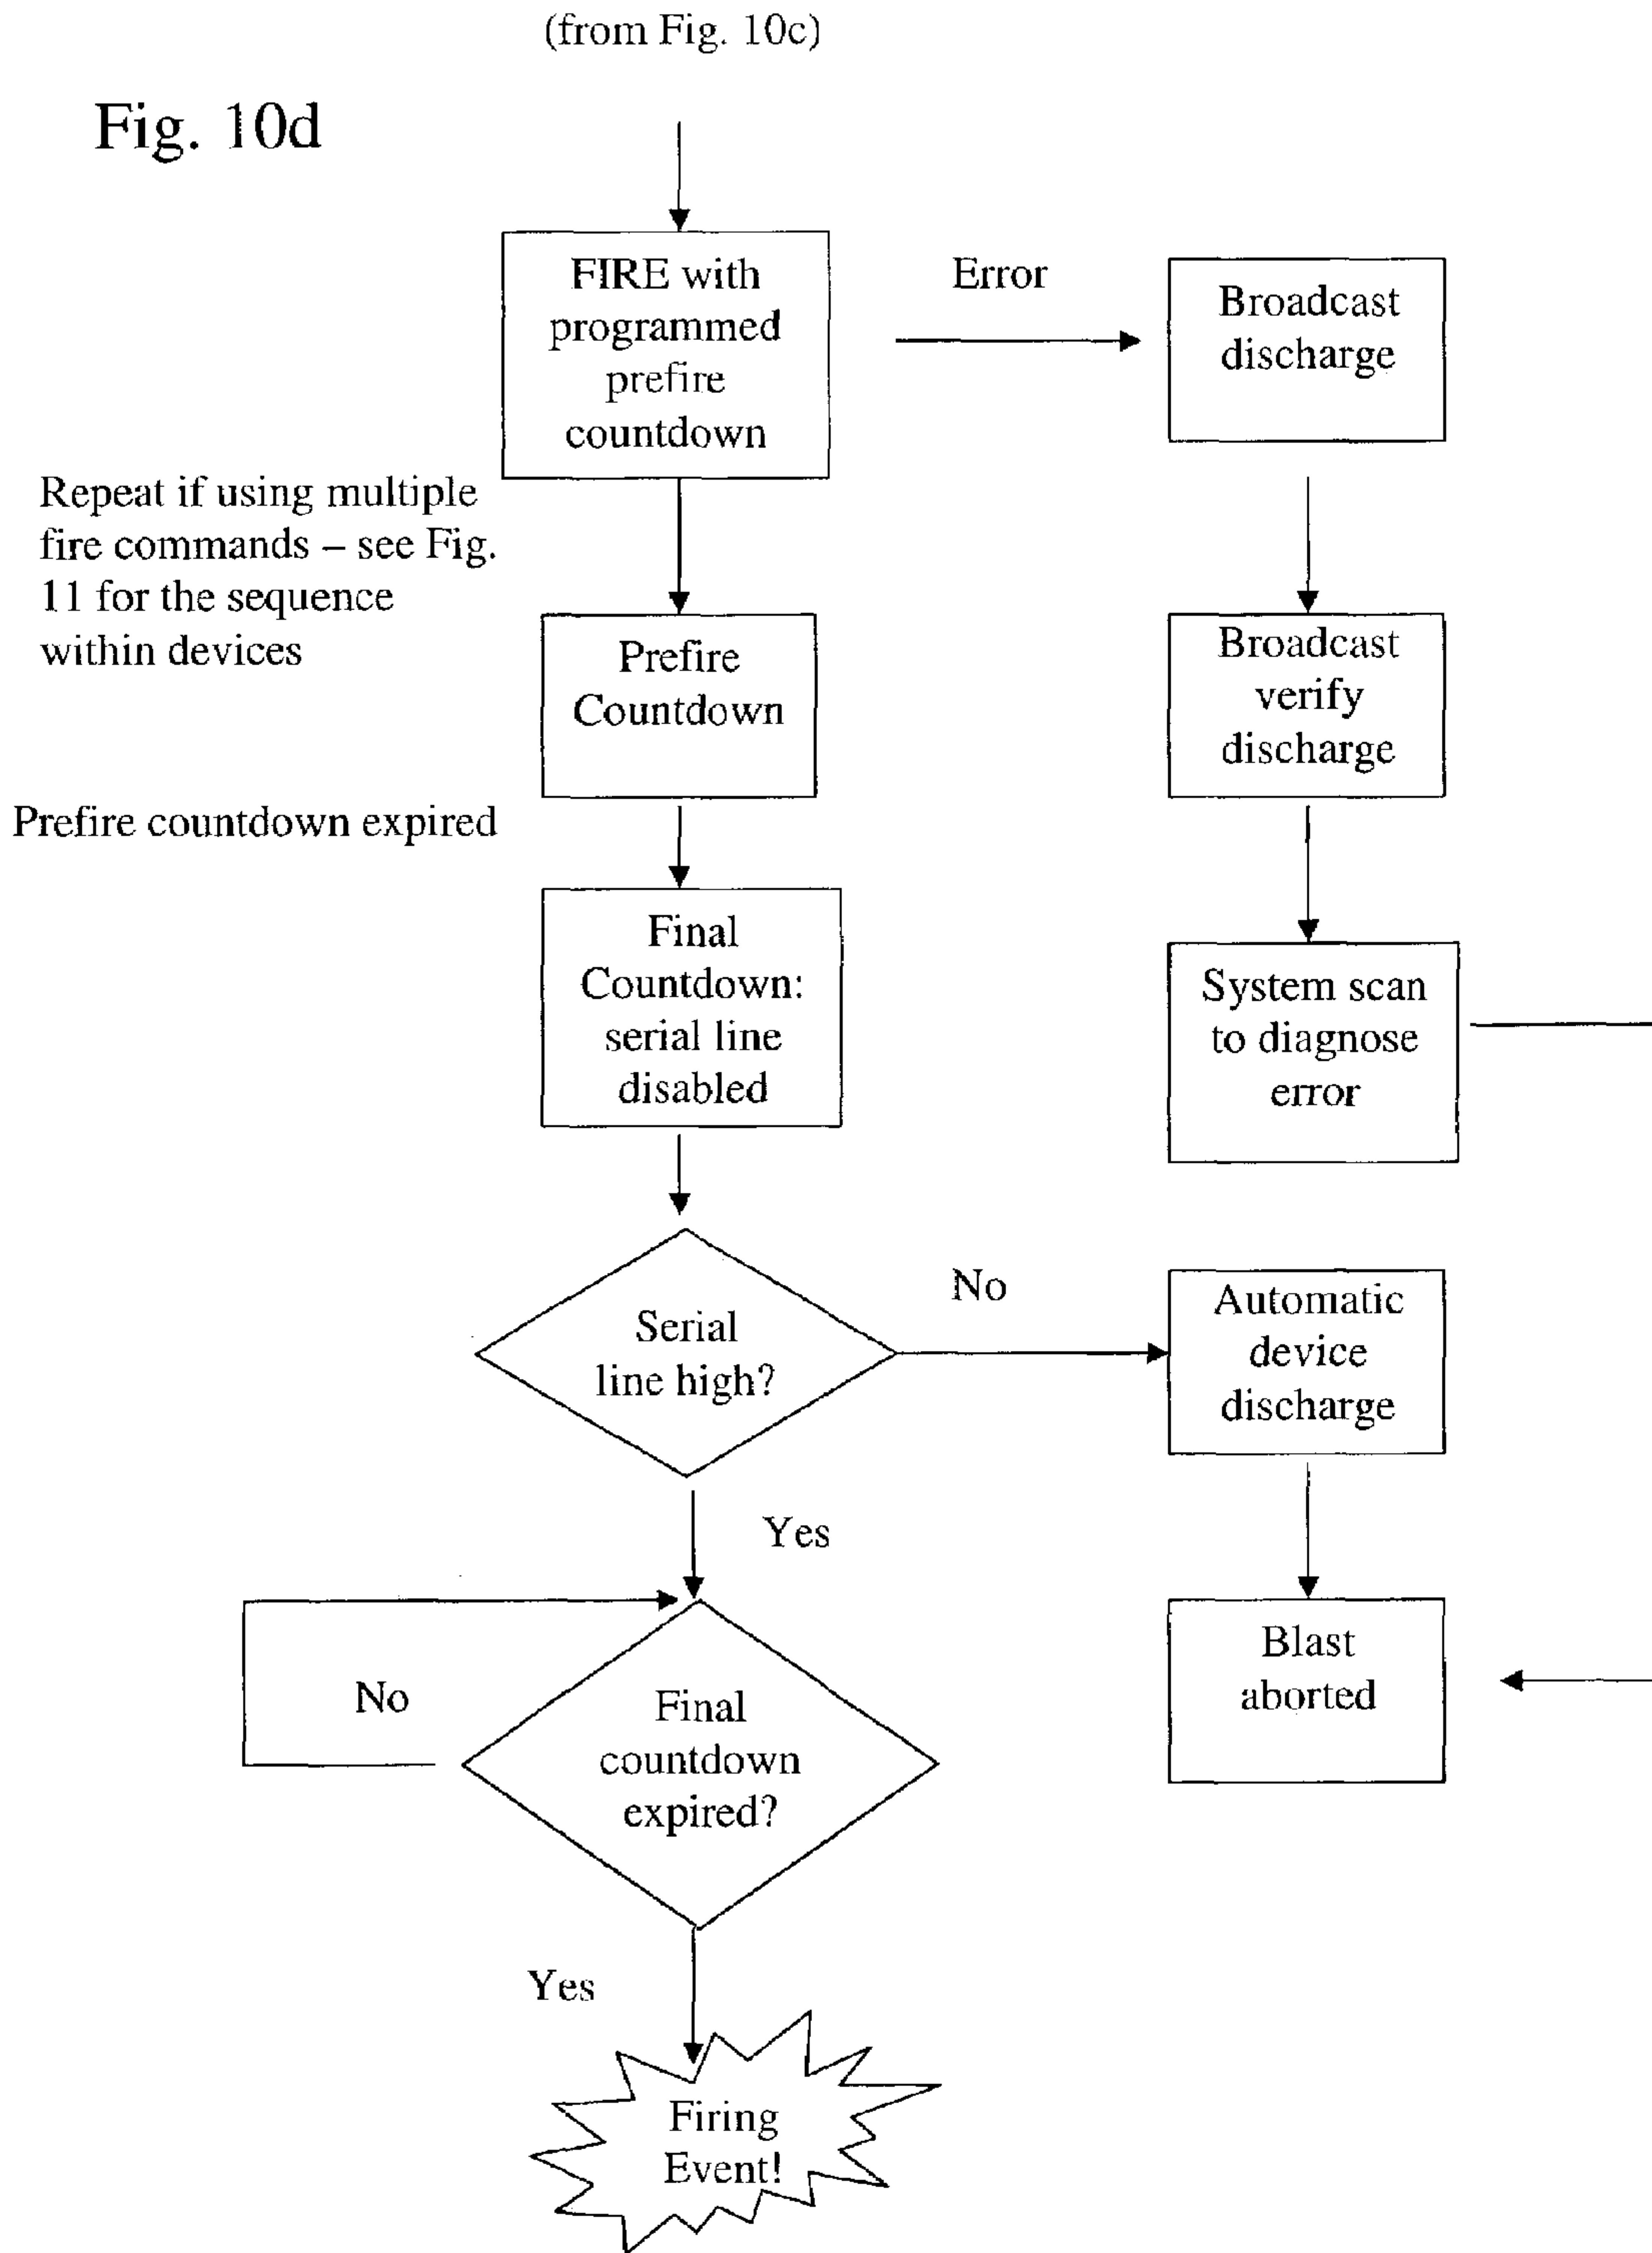 (from Fig. 10c)
Fig. 10d
FIRE with
programmed
prefire
countdown
Error
Broadcast
discharge
Repeat if using multiple
fire commands – see Fig.
11 for the sequence
within devices
Prefire
Countdown
Broadcast
verify
discharge
Prefire countdown expired
Final
Countdown:
serial line
disabled
System scan
to diagnose
error
Serial
line high?
No
Automatic
device
discharge
Yes
No
Final
countdown
expired?
Blast
aborted
Yes
Firing
Event!